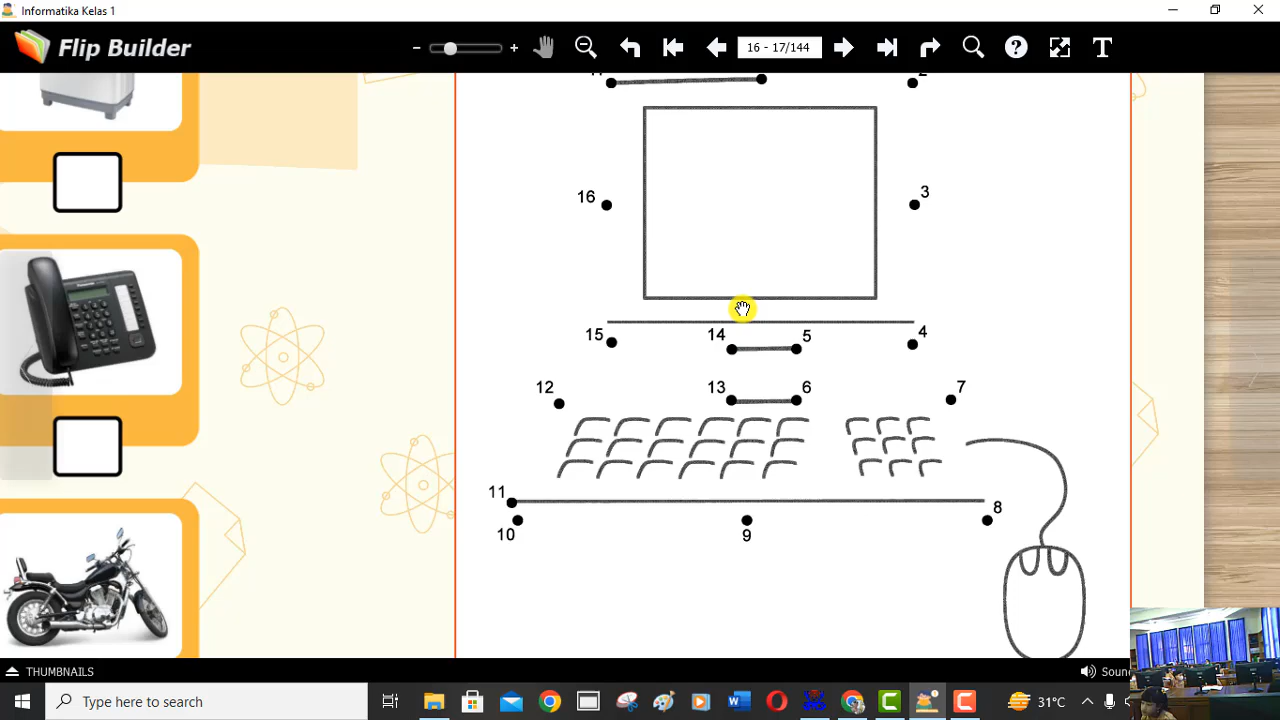 Informatika Kelas 1
Flip Builder
- +
16 - 17/144
? T
16
3
15
14
5
4
12
13
6
7
11
8
10
9
THUMBNAILS
Type here to search
31°C